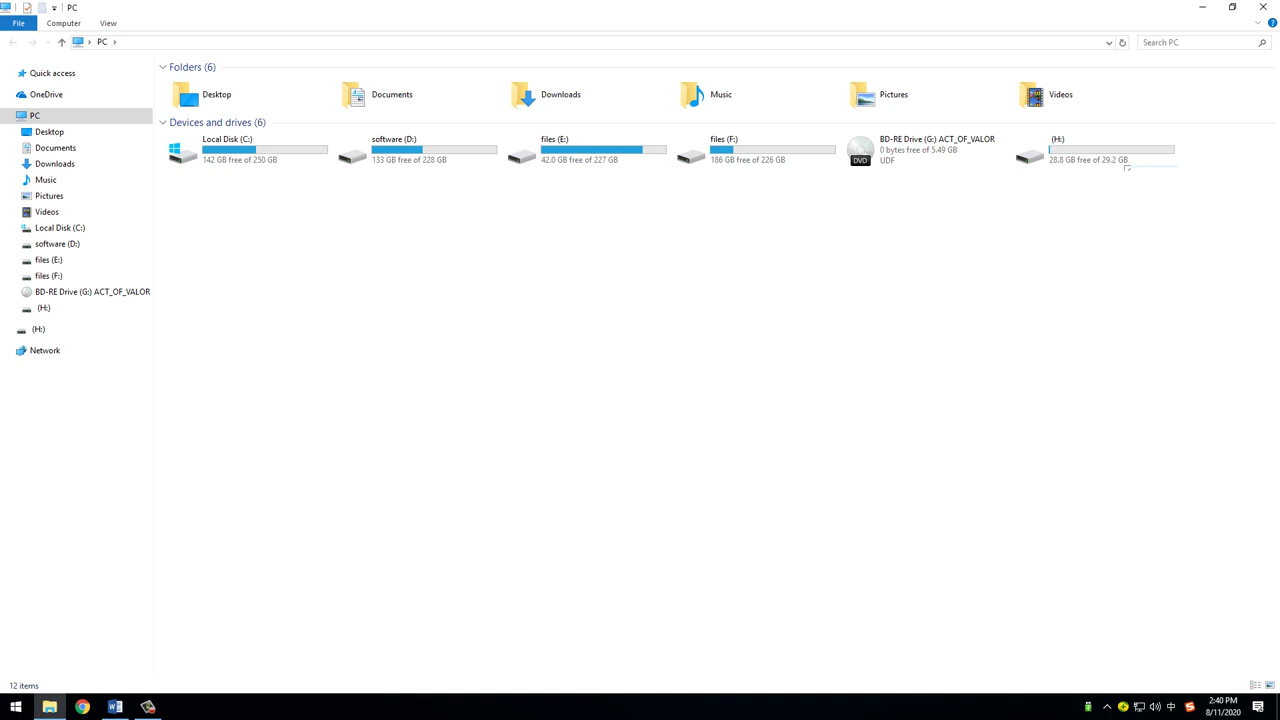 PC
File
Computer
View
PC
Search PC
Quick access
OneDrive
PC
Desktop
Documents
Downloads
Music
Pictures
Videos
Local Disk (C:)
software (D:)
files (E:)
files (F:)
BD-RE Drive (G:) ACT_OF_VALOR
(H:)
(H:)
Network
Folders (6)
Desktop
Documents
Downloads
Music
Pictures
Videos
Devices and drives (6)
Local Disk (C:)
142 GB free of 250 GB
software (D:)
133 GB free of 228 GB
files (E:)
42.0 GB free of 227 GB
files (F:)
186 GB free of 226 GB
DVD
BD-RE Drive (G:) ACT_OF_VALOR
0 bytes free of 5.49 GB
UDF
(H:)
28.8 GB free of 29.2 GB
12 items
中
2:40 PM
8/11/2020